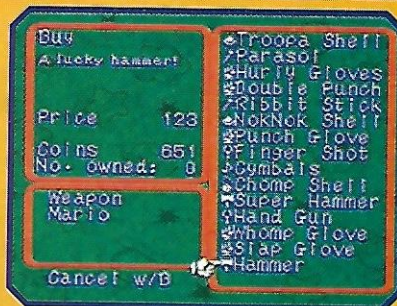 Buy
A lucky hammer!
Price 123
Coins 651
No. owned: 0
Weapon
Mario
Cancel w/B
Troopa Shell
Parasol
Hurly Gloves
Double Punch
Ribbit Stick
NokNok Shell
Punch Glove
Finger Shot
Cymbals
Chomp Shell
Super Hammer
Hand Gun
Whomp Glove
Slap Glove
Hammer